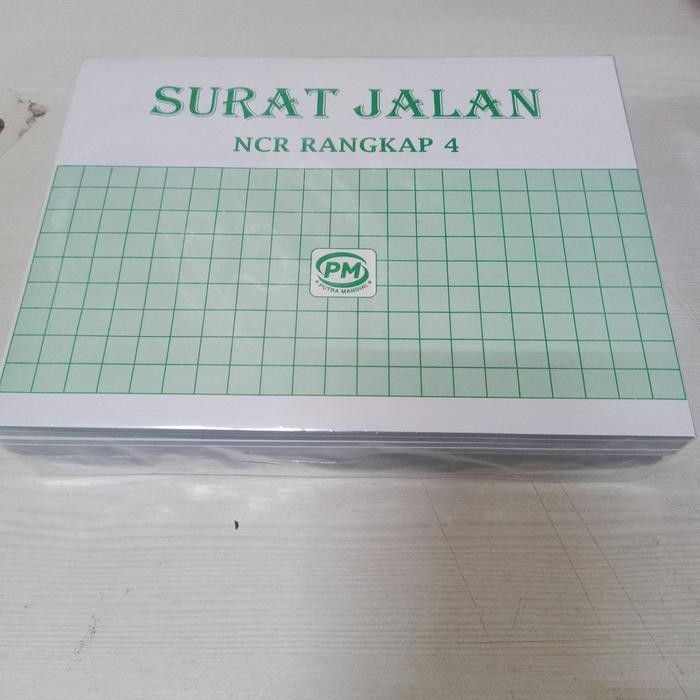 SURAT JALAN
NCR RANGKAP 4
PM
PUTRA MANDIRI